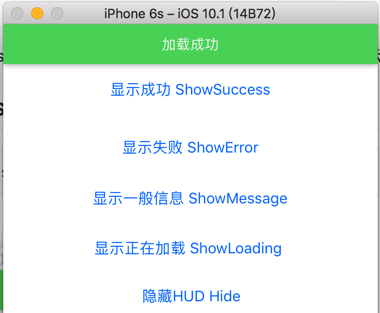 iPhone 6s – iOS 10.1 (14B72)
加载成功
显示成功 ShowSuccess
显示失败 ShowError
显示一般信息 ShowMessage
显示正在加载 ShowLoading
隐藏HUD Hide